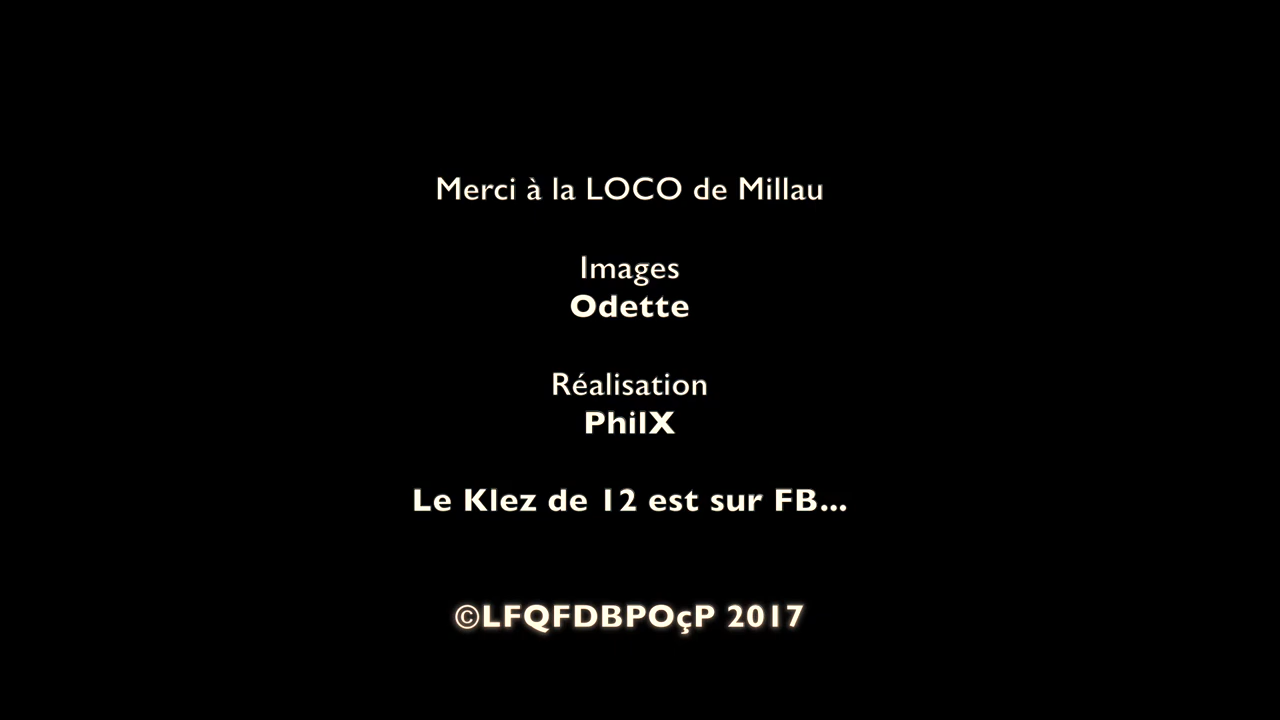 Merci à la LOCO de Millau
Images
Odette
Réalisation
PhilX
Le Klez de 12 est sur FB...
©LFQFDBPOçP 2017